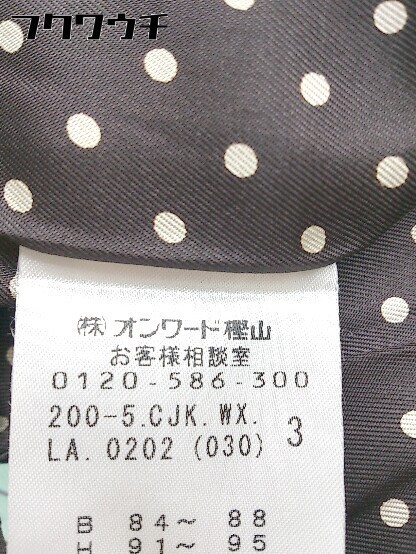 フクワウチ
㈱オンワード樫山
お客様相談室
0120-586-300
200-5.CJK.WX. 3
LA.0202(030)
B 84～88
H 91～95